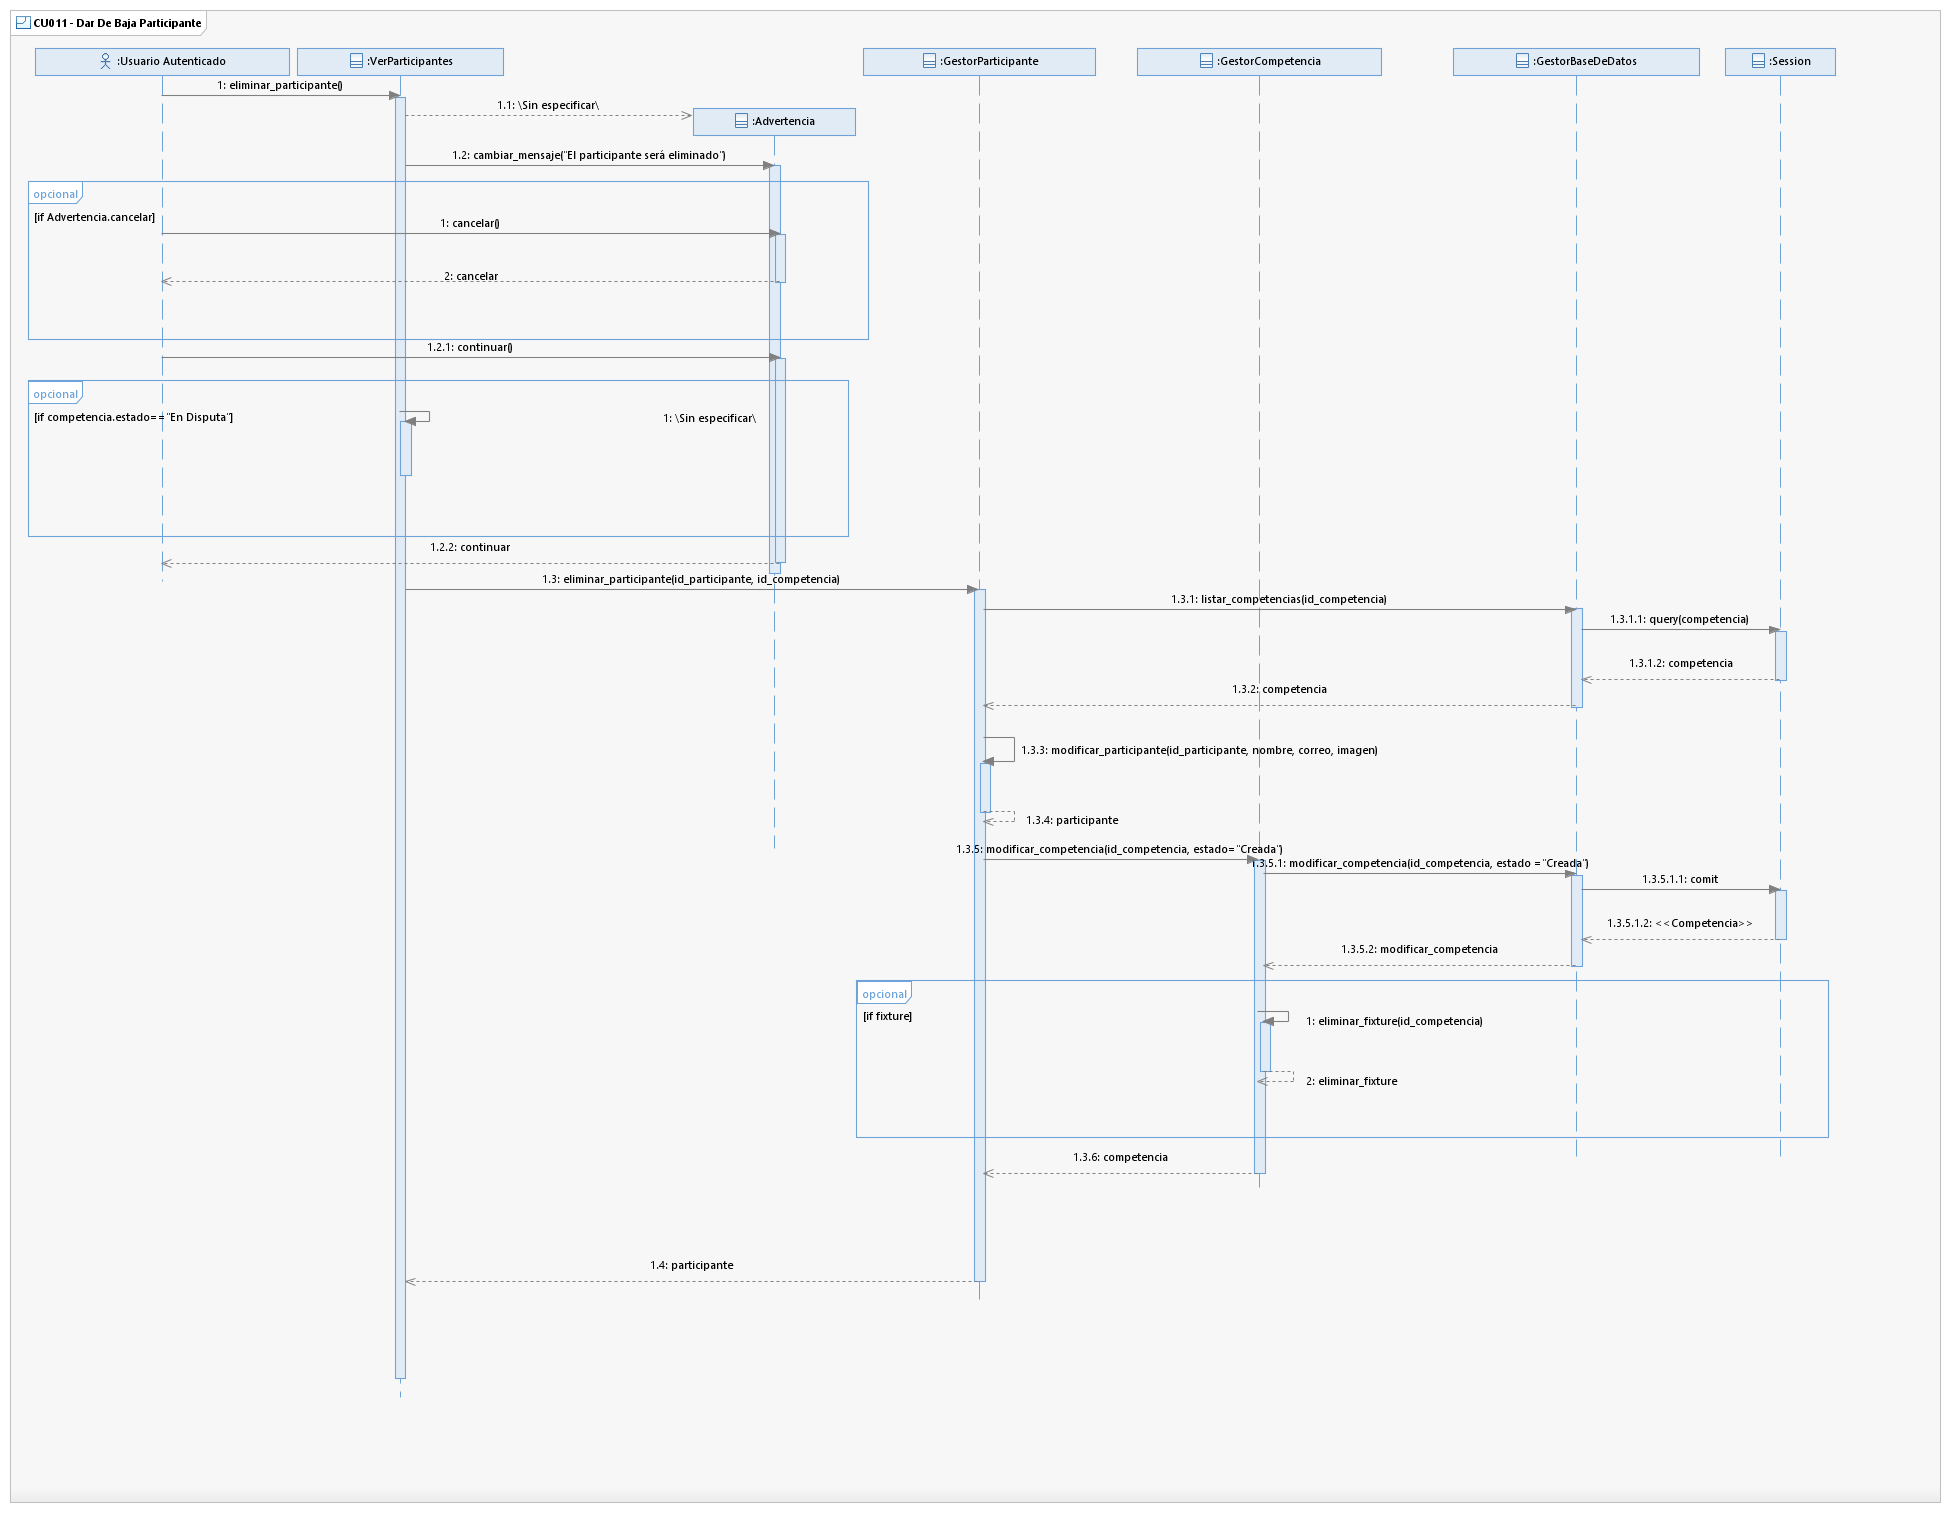 CU011 - Dar De Baja Participante
:Usuario Autenticado
:VerParticipantes
:GestorParticipante
:GestorCompetencia
:GestorBaseDeDatos
:Session
1: eliminar_participante()
1.1: \Sin especificar\
:Advertencia
1.2: cambiar_mensaje("El participante será eliminado")
opcional
[if Advertencia.cancelar]
1: cancelar()
2: cancelar
1.2.1: continuar()
opcional
[if competencia.estado=="En Disputa"]
1: \Sin especificar\
1.2.2: continuar
1.3: eliminar_participante(id_participante, id_competencia)
1.3.1: listar_competencias(id_competencia)
1.3.1.1: query(competencia)
1.3.1.2: competencia
1.3.2: competencia
1.3.3: modificar_participante(id_participante, nombre, correo, imagen)
1.3.4: participante
1.3.5: modificar_competencia(id_competencia, estado="Creada")
1.3.5.1: modificar_competencia(id_competencia, estado ="Creada")
1.3.5.1.1: comit
1.3.5.1.2: <<Competencia>>
1.3.5.2: modificar_competencia
opcional
[if fixture]
1: eliminar_fixture(id_competencia)
2: eliminar_fixture
1.3.6: competencia
1.4: participante